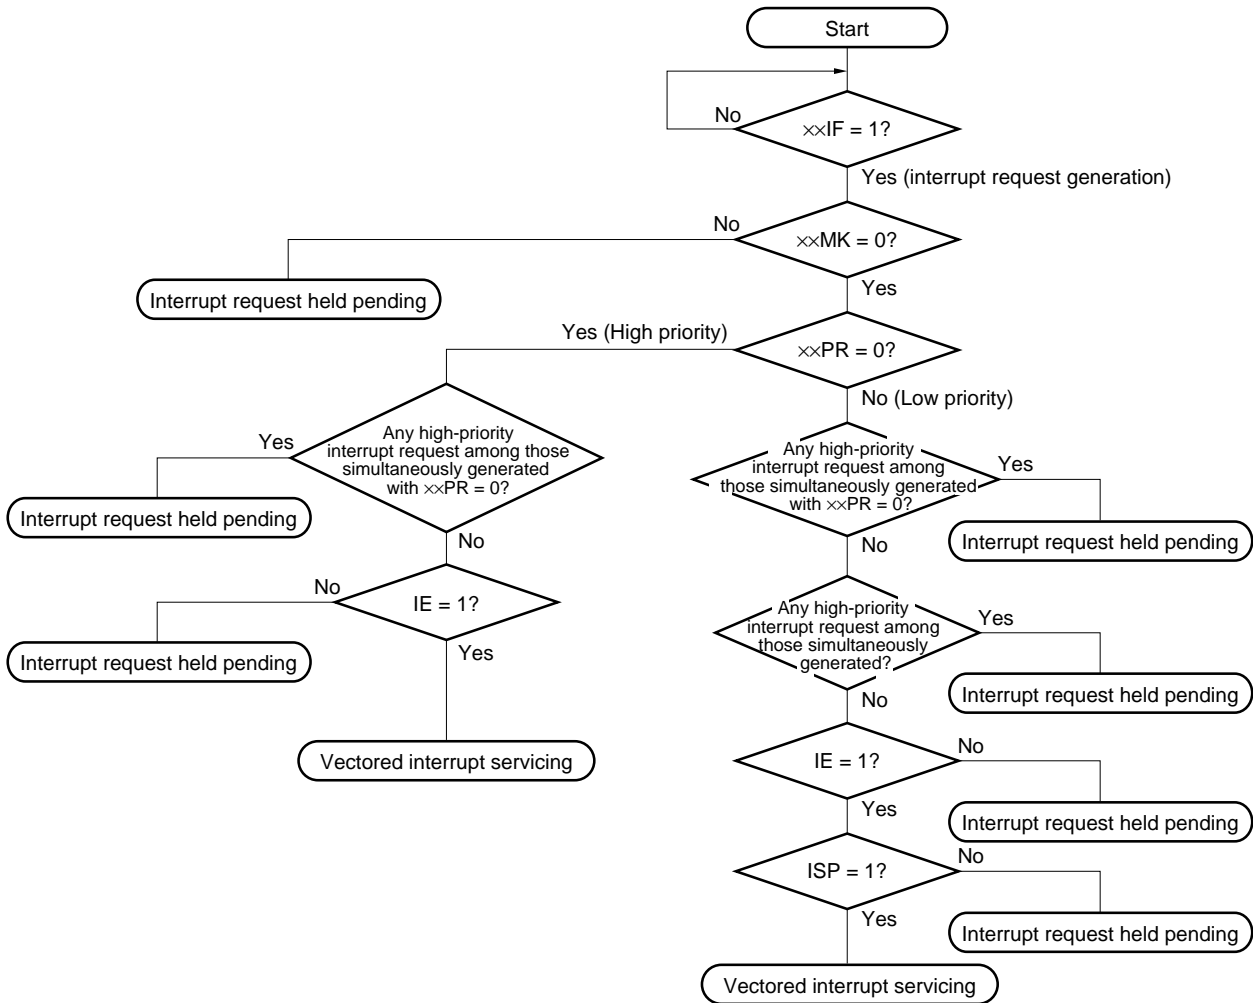 Start
No
××IF = 1?
Yes (interrupt request generation)
No
××MK = 0?
Interrupt request held pending
Yes
Yes (High priority)
××PR = 0?
No (Low priority)
Any high-priority
interrupt request among those
simultaneously generated
with ××PR = 0?
Yes
Interrupt request held pending
No
Any high-priority
interrupt request among
those simultaneously generated
with ××PR = 0?
Yes
Interrupt request held pending
No
No
IE = 1?
Interrupt request held pending
Yes
Vectored interrupt servicing
Any high-priority
interrupt request among
those simultaneously
generated?
Yes
Interrupt request held pending
No
IE = 1?
No
Interrupt request held pending
Yes
ISP = 1?
No
Interrupt request held pending
Yes
Vectored interrupt servicing